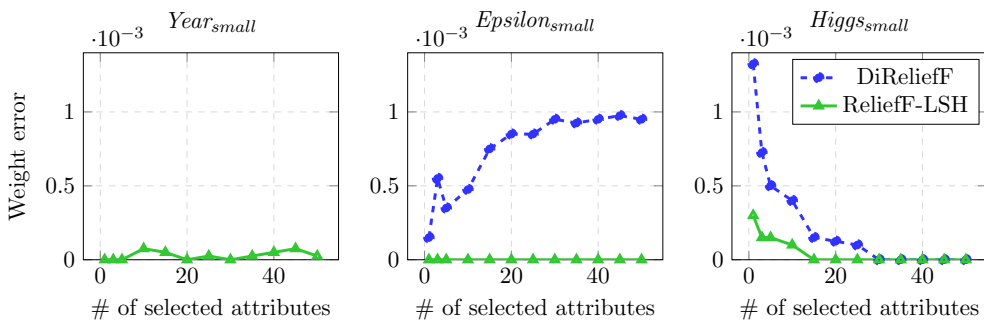 Year_small
Epsilon_small
Higgs_small
·10^−3
·10^−3
·10^−3
Weight error
1
0.5
0
0
20
40
# of selected attributes
1
0.5
0
0
20
40
# of selected attributes
1
0.5
0
0
20
40
# of selected attributes
DiReliefF
ReliefF-LSH